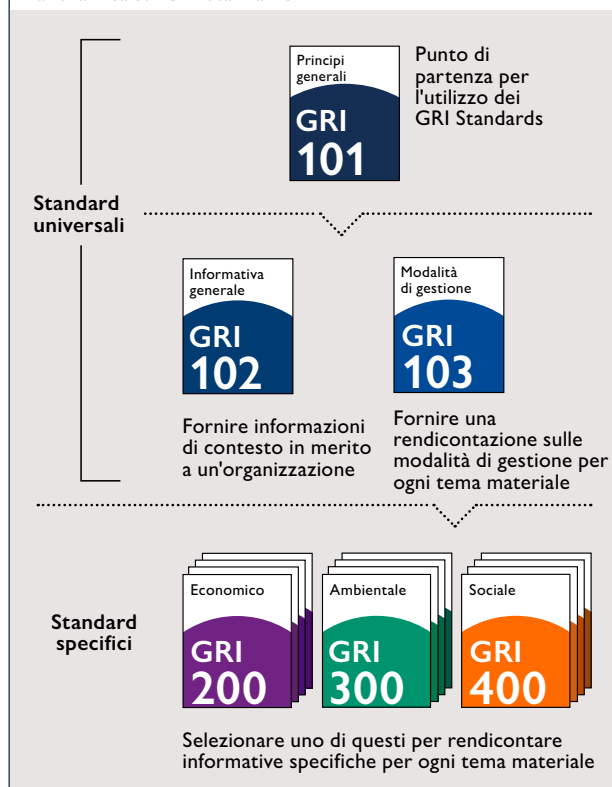 Principi
generali
GRI
101
Punto di
partenza per
l'utilizzo dei
GRI Standards
Standard
universali
Informativa
generale
GRI
102
Modalità
di gestione
GRI
103
Fornire informazioni
di contesto in merito
a un'organizzazione
Fornire una
rendicontazione sulle
modalità di gestione per
ogni tema materiale
Standard
specifici
Economico
GRI
200
Ambientale
GRI
300
Sociale
GRI
400
Selezionare uno di questi per rendicontare
informative specifiche per ogni tema materiale